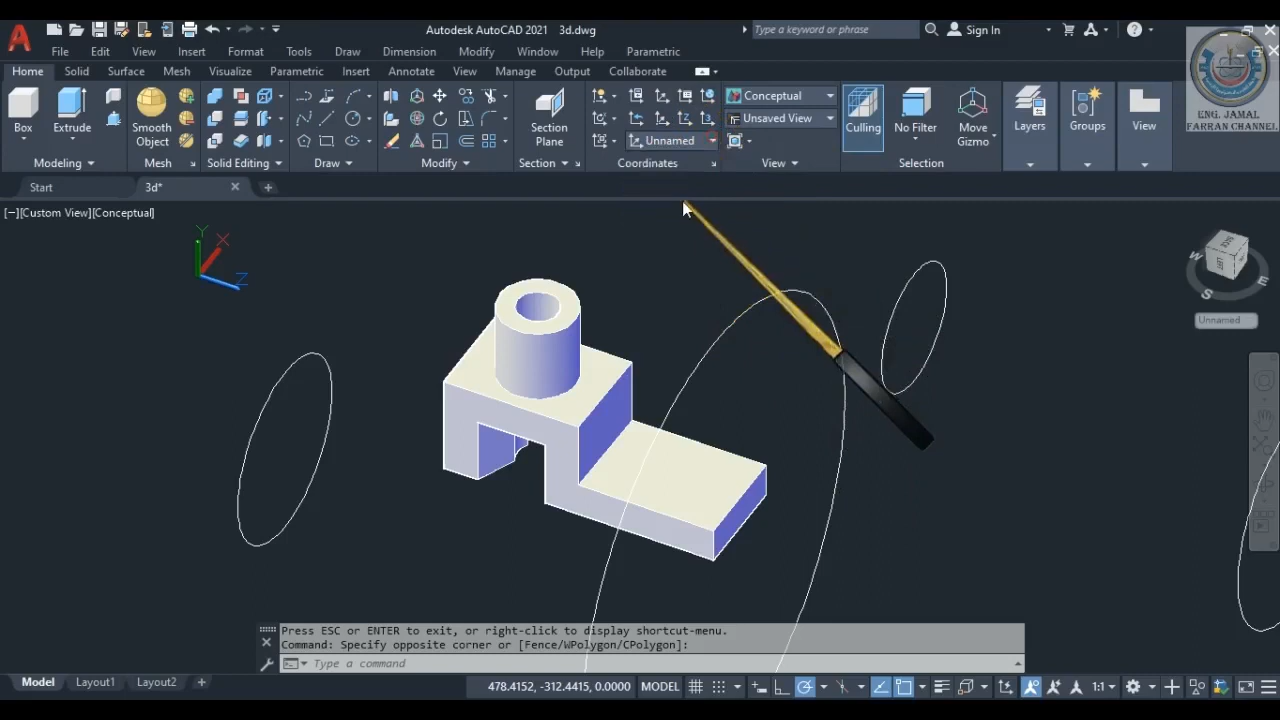 Autodesk AutoCAD 2021 3d.dwg
Type a keyword or phrase
Sign In
File Edit View Insert Format Tools Draw Dimension Modify Window Help Parametric
Home Solid Surface Mesh Visualize Parametric Insert Annotate View Manage Output Collaborate
Box
Extrude
Smooth
Object
Section
Plane
Unnamed
Conceptual
Unsaved View
Culling
No Filter
Move
Gizmo
Layers
Groups
View
ENG. JAMAL
FARRAN CHANNEL
Modeling
Mesh
Solid Editing
Draw
Modify
Section
Coordinates
View
Selection
Start
3d*
[−][Custom View][Conceptual]
Y
X
Z
BACK
W
E
S
Unnamed
Press ESC or ENTER to exit, or right-click to display shortcut-menu.
Command: Specify opposite corner or [Fence/WPolygon/CPolygon]:
Type a command
Model Layout1 Layout2 +
478.4152, -312.4415, 0.0000 MODEL
1:1